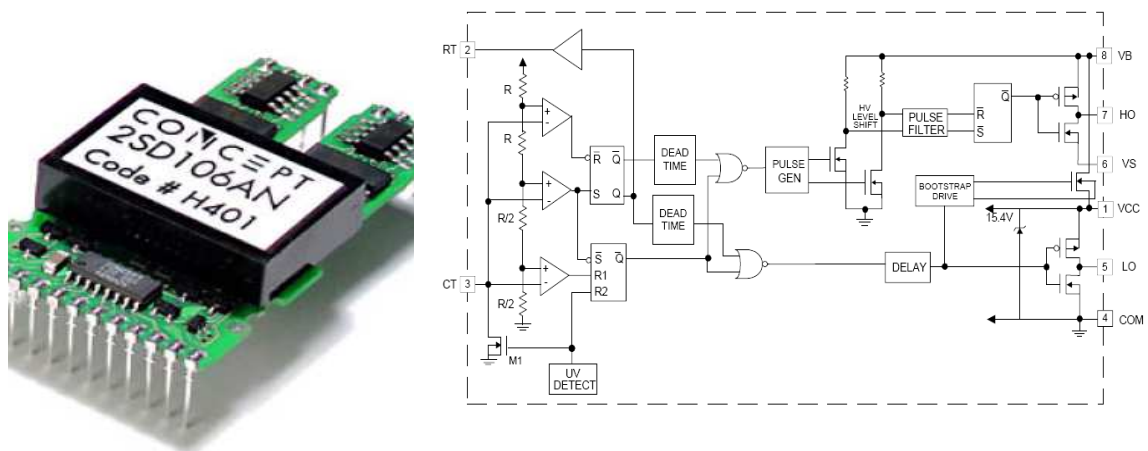 CONCEPT
2SD106AN
Code # H401
RT 2
R
R
R/2
R/2
CT 3
M1
UV
DETECT
R̅ Q̅
S Q
S̅ Q̅
R1
R2
DEAD
TIME
DEAD
TIME
PULSE
GEN
HV
LEVEL
SHIFT
PULSE
FILTER
R̅ Q̅
S̅
BOOTSTRAP
DRIVE
DELAY
15.4V
8 VB
7 HO
6 VS
1 VCC
5 LO
4 COM